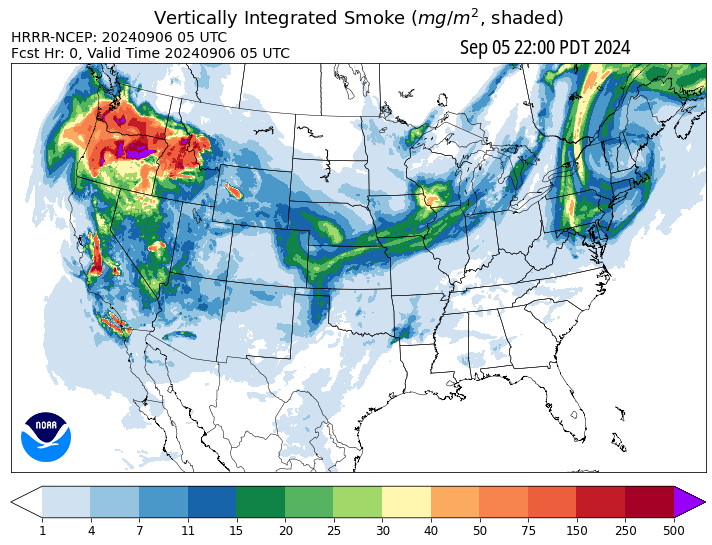 Vertically Integrated Smoke (mg/m², shaded)
HRRR-NCEP: 20240906 05 UTC
Fcst Hr: 0, Valid Time 20240906 05 UTC
Sep 05 22:00 PDT 2024
NOAA
1 4 7 11 15 20 25 30 40 50 75 150 250 500